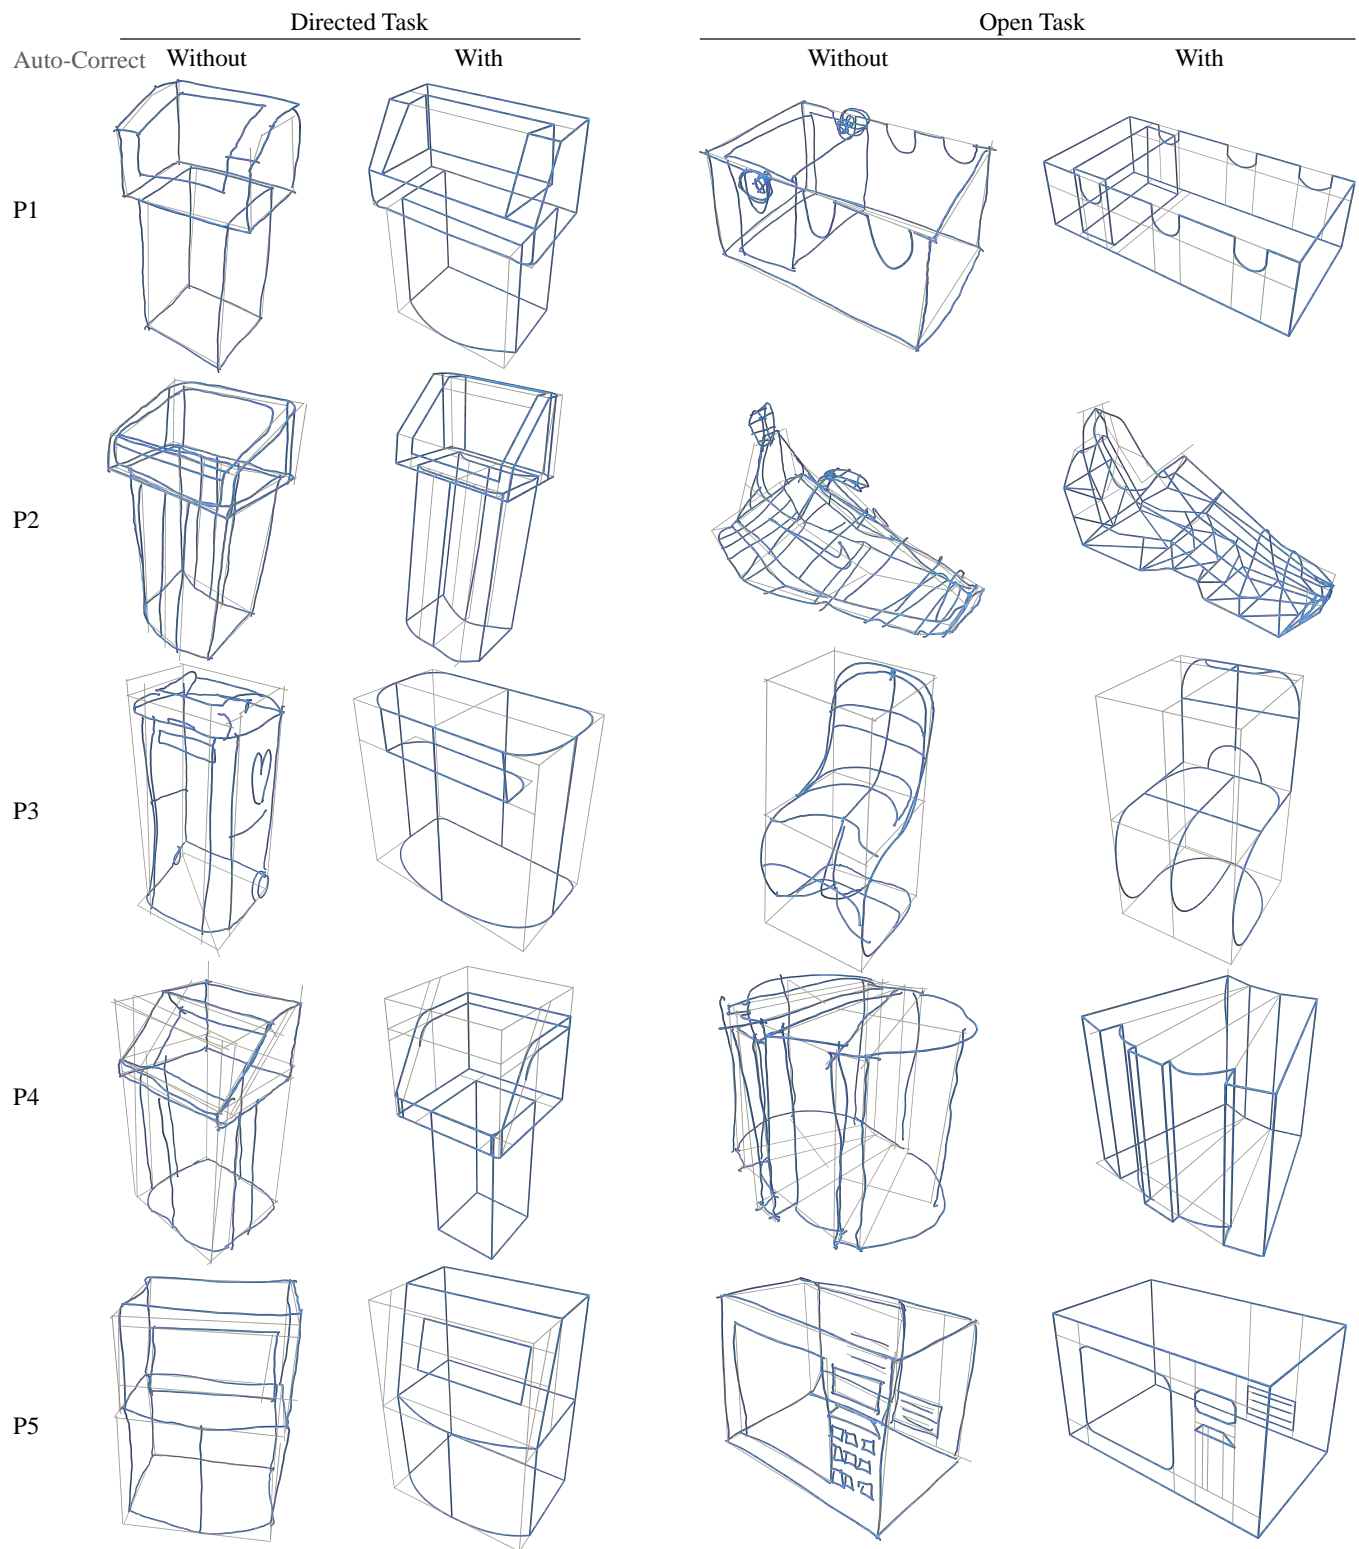 Directed Task Open Task
Auto-Correct Without With Without With
P1
P2
P3
P4
P5